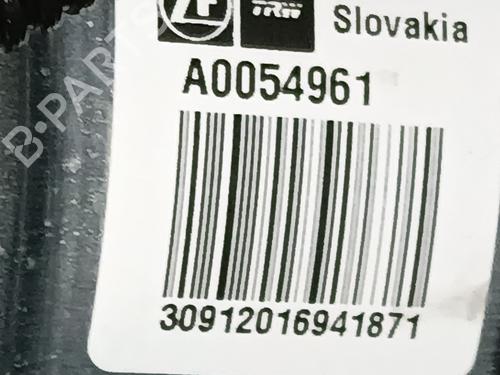 ZF TRW Slovakia
A0054961
30912016941871
B-PARTS